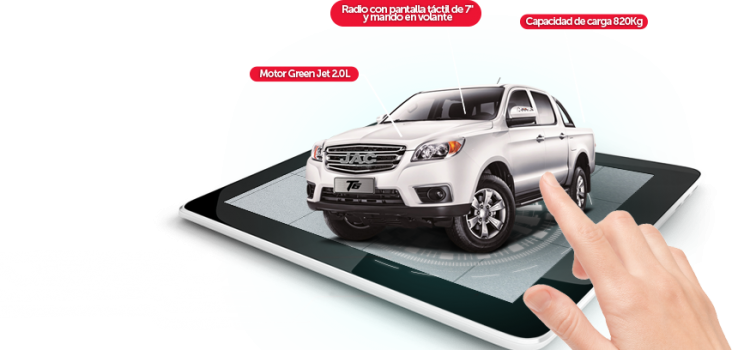 Radio con pantalla táctil de 7"
y mando en volante
Capacidad de carga 820Kg
Motor Green Jet 2.0L
JAC
T6